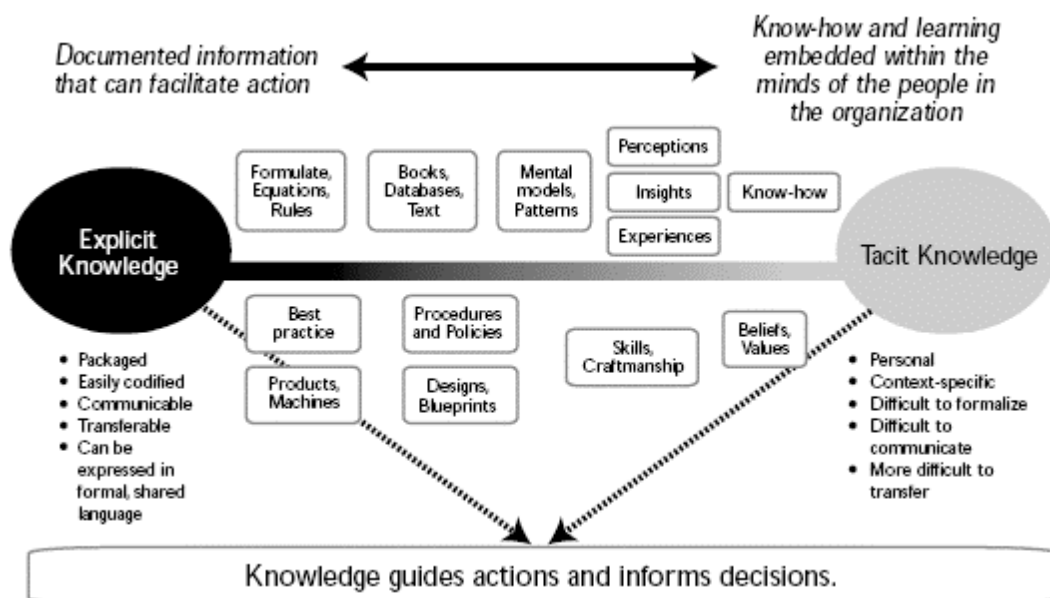 Documented information
that can facilitate action
Know-how and learning
embedded within the
minds of the people in
the organization
Formulate,
Equations,
Rules
Books,
Databases,
Text
Mental
models,
Patterns
Perceptions
Insights
Experiences
Know-how
Explicit
Knowledge
Tacit Knowledge
Best
practice
Procedures
and Policies
Skills,
Craftmanship
Beliefs,
Values
Products,
Machines
Designs,
Blueprints
• Packaged
• Easily codified
• Communicable
• Transferable
• Can be
expressed in
formal, shared
language
• Personal
• Context-specific
• Difficult to formalize
• Difficult to
communicate
• More difficult to
transfer
Knowledge guides actions and informs decisions.